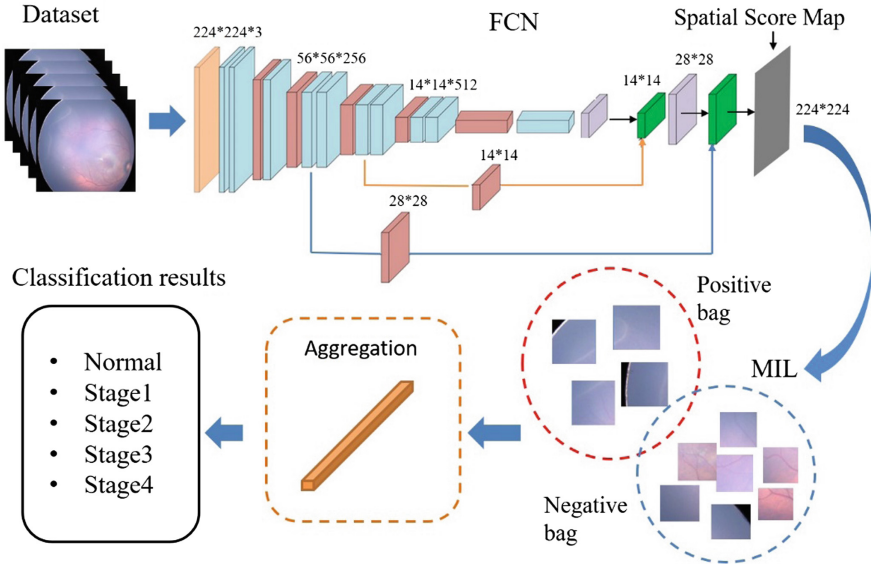 Dataset
FCN
Spatial Score Map
224*224*3
56*56*256
14*14*512
14*14
28*28
224*224
14*14
28*28
Classification results
Positive
bag
Aggregation
MIL
• Normal
• Stage1
• Stage2
• Stage3
• Stage4
Negative
bag